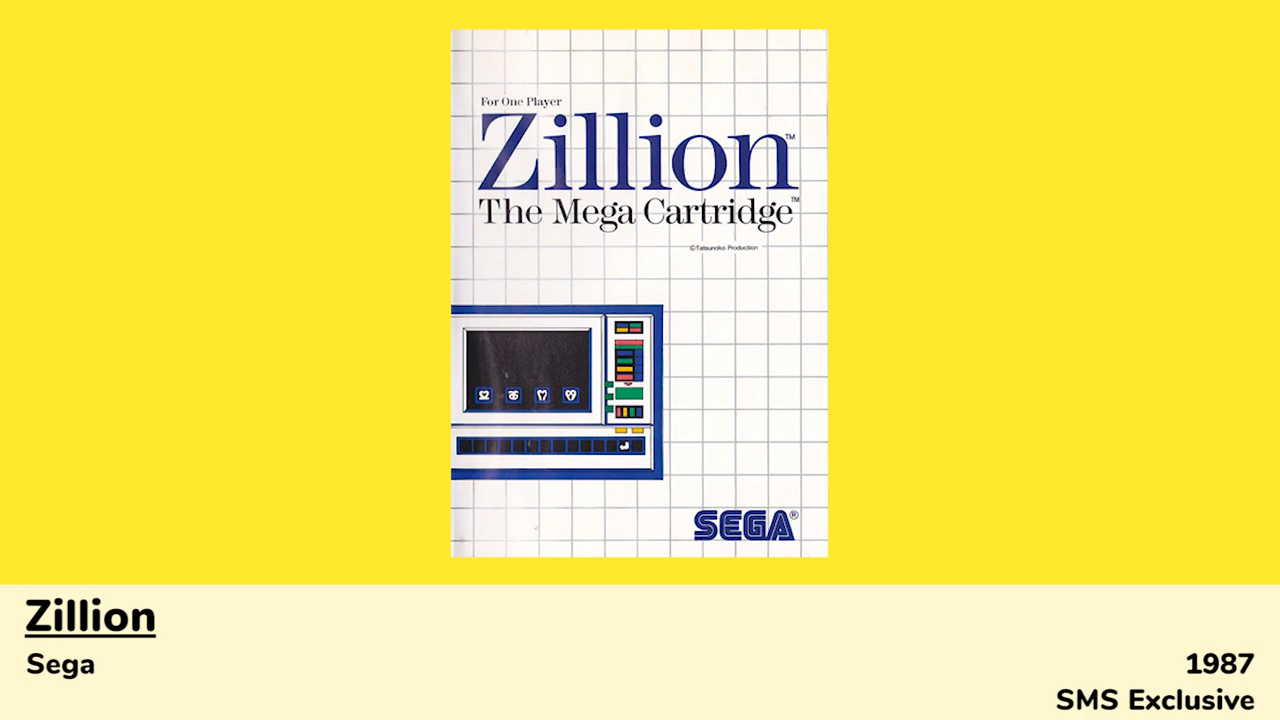 For One Player
Zillion™
The Mega Cartridge™
©Tatsunoko Production
SEGA®
Zillion
Sega
1987
SMS Exclusive